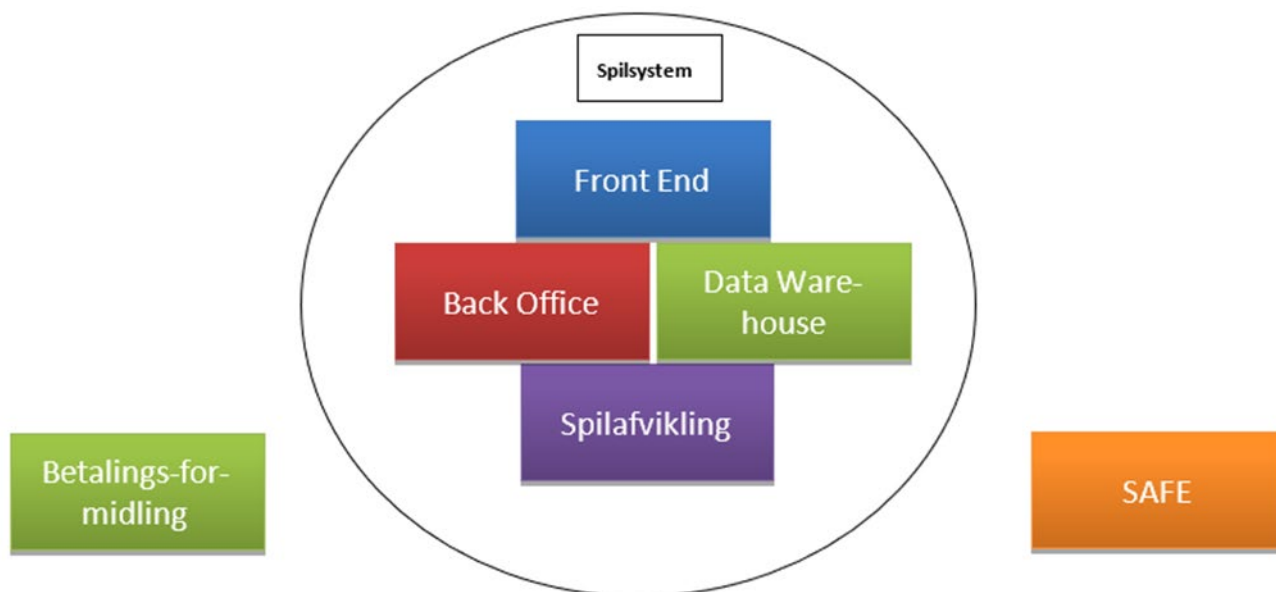 Spilsystem
Front End
Back Office
Data Ware-
house
Spilafvikling
Betalings-for-
midling
SAFE